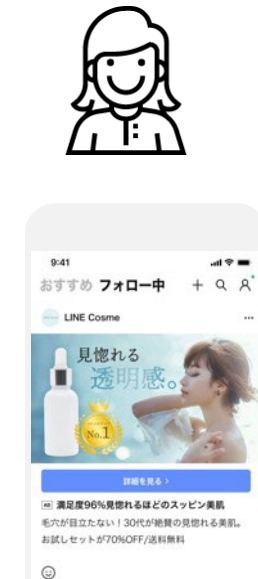 9:41
おすすめ フォロー中
LINE Cosme
見惚れる
透明感。
No.1
詳細を見る >
AD 満足度96%見惚れるほどのスッピン美肌
毛穴が目立たない！30代が絶賛の見惚れる美肌。
お試しセットが70%OFF/送料無料